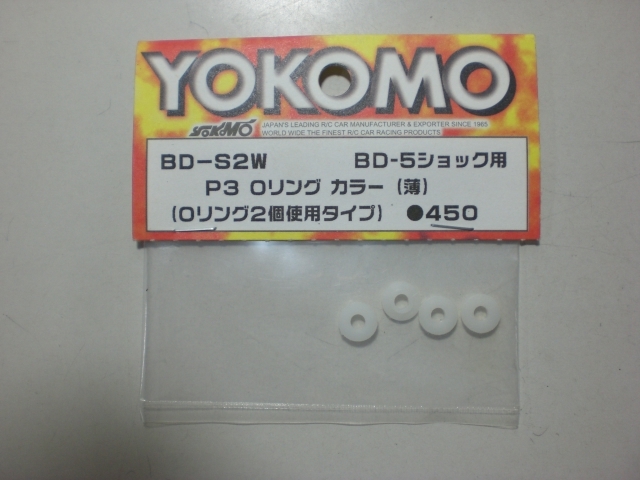 YOKOMO
YOKOMO
JAPAN'S LEADING R/C CAR MANUFACTURER & EXPORTER SINCE 1965
WORLD WIDE THE FINEST R/C CAR RACING PRODUCTS
BD-S2W BD-5ショック用
P3 Oリング カラー (薄)
(Oリング2個使用タイプ) ●450